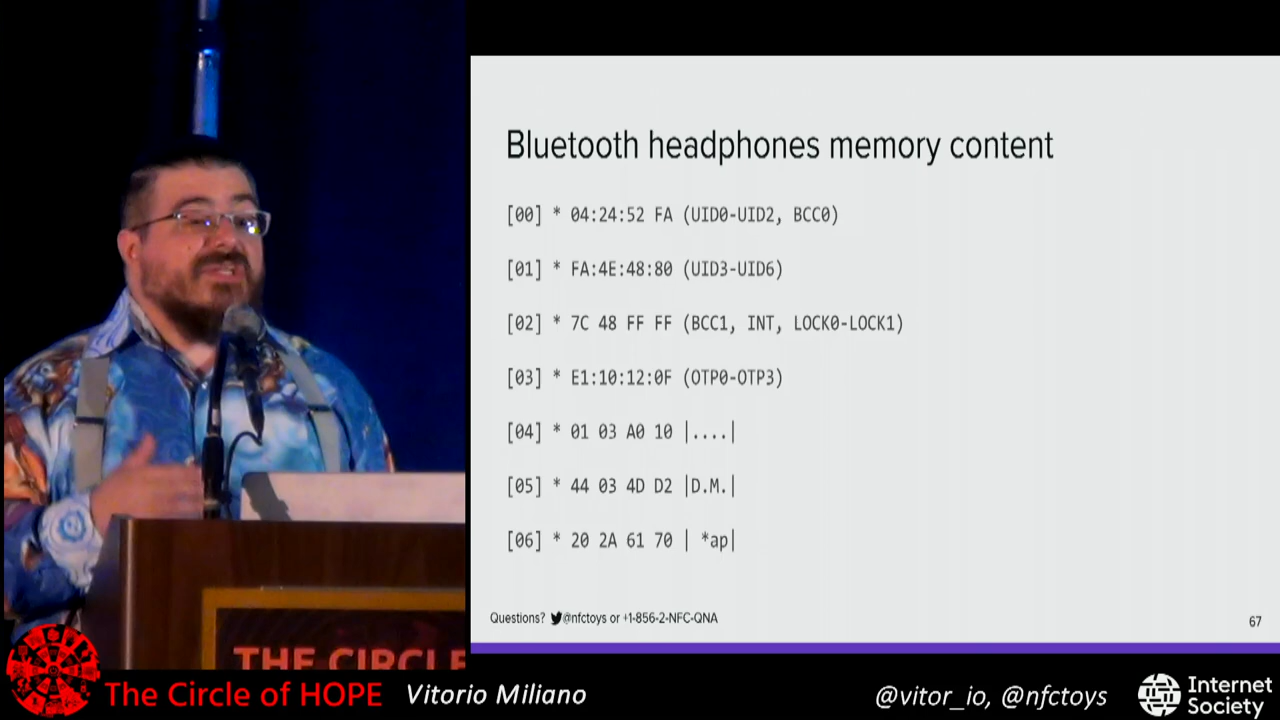 Bluetooth headphones memory content
[00] * 04:24:52 FA (UID0-UID2, BCC0)
[01] * FA:4E:48:80 (UID3-UID6)
[02] * 7C 48 FF FF (BCC1, INT, LOCK0-LOCK1)
[03] * E1:10:12:0F (OTP0-OTP3)
[04] * 01 03 A0 10 |....|
[05] * 44 03 4D D2 |D.M.|
[06] * 20 2A 61 70 | *ap|
Questions? @nfctoys or +1-856-2-NFC-QNA
67
THE CIRCLE
The Circle of HOPE
Vitorio Miliano
@vitor_io, @nfctoys
Internet
Society